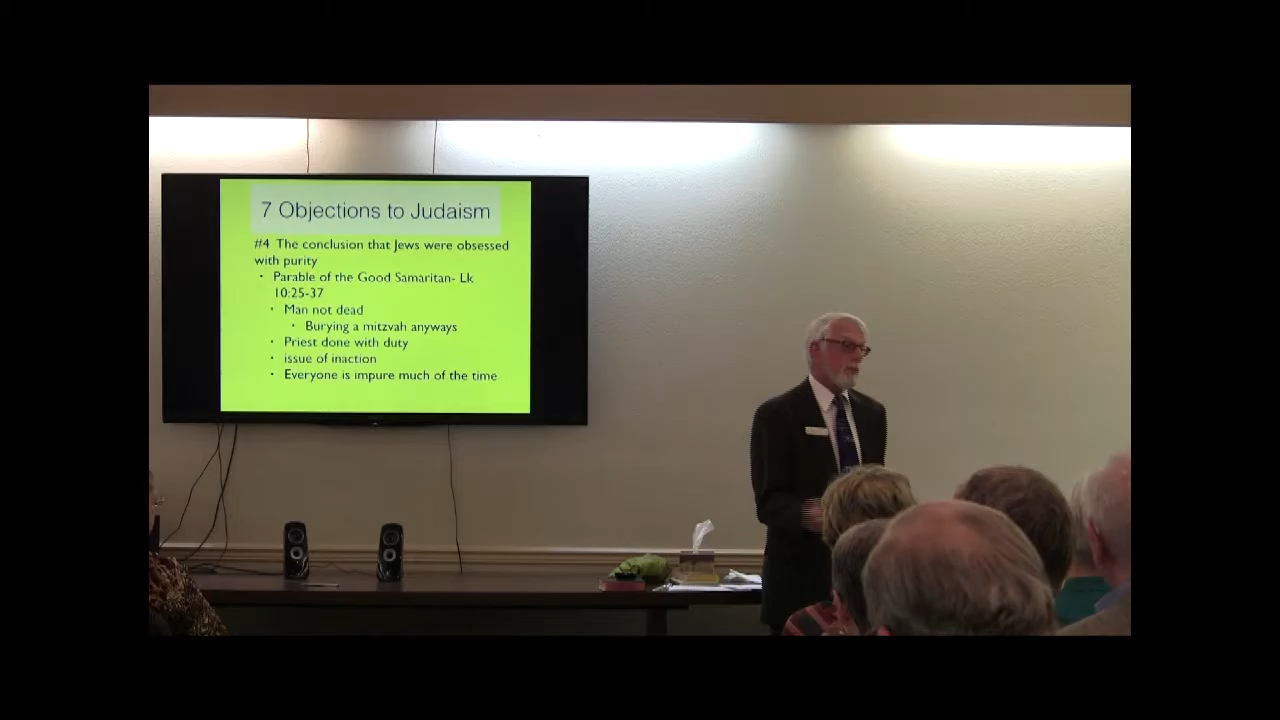 7 Objections to Judaism
#4 The conclusion that Jews were obsessed
with purity
• Parable of the Good Samaritan- Lk
10:25-37
• Man not dead
• Burying a mitzvah anyways
• Priest done with duty
• issue of inaction
• Everyone is impure much of the time